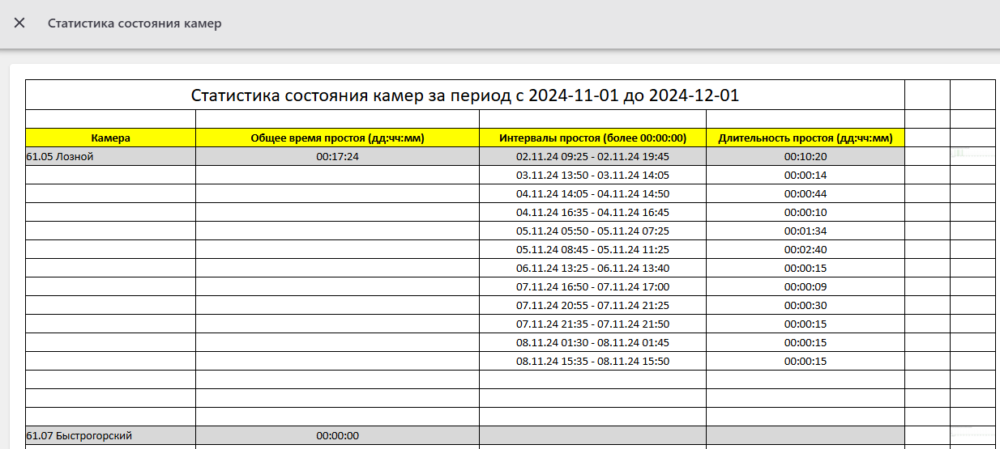 Статистика состояния камер
Статистика состояния камер за период с 2024-11-01 до 2024-12-01
Камера Общее время простоя (дд:чч:мм) Интервалы простоя (более 00:00:00) Длительность простоя (дд:чч:мм)
61.05 Лозной 00:17:24 02.11.24 09:25 - 02.11.24 19:45 00:10:20
03.11.24 13:50 - 03.11.24 14:05 00:00:14
04.11.24 14:05 - 04.11.24 14:50 00:00:44
04.11.24 16:35 - 04.11.24 16:45 00:00:10
05.11.24 05:50 - 05.11.24 07:25 00:01:34
05.11.24 08:45 - 05.11.24 11:25 00:02:40
06.11.24 13:25 - 06.11.24 13:40 00:00:15
07.11.24 16:50 - 07.11.24 17:00 00:00:09
07.11.24 20:55 - 07.11.24 21:25 00:00:30
07.11.24 21:35 - 07.11.24 21:50 00:00:15
08.11.24 01:30 - 08.11.24 01:45 00:00:15
08.11.24 15:35 - 08.11.24 15:50 00:00:15
61.07 Быстрогорский 00:00:00